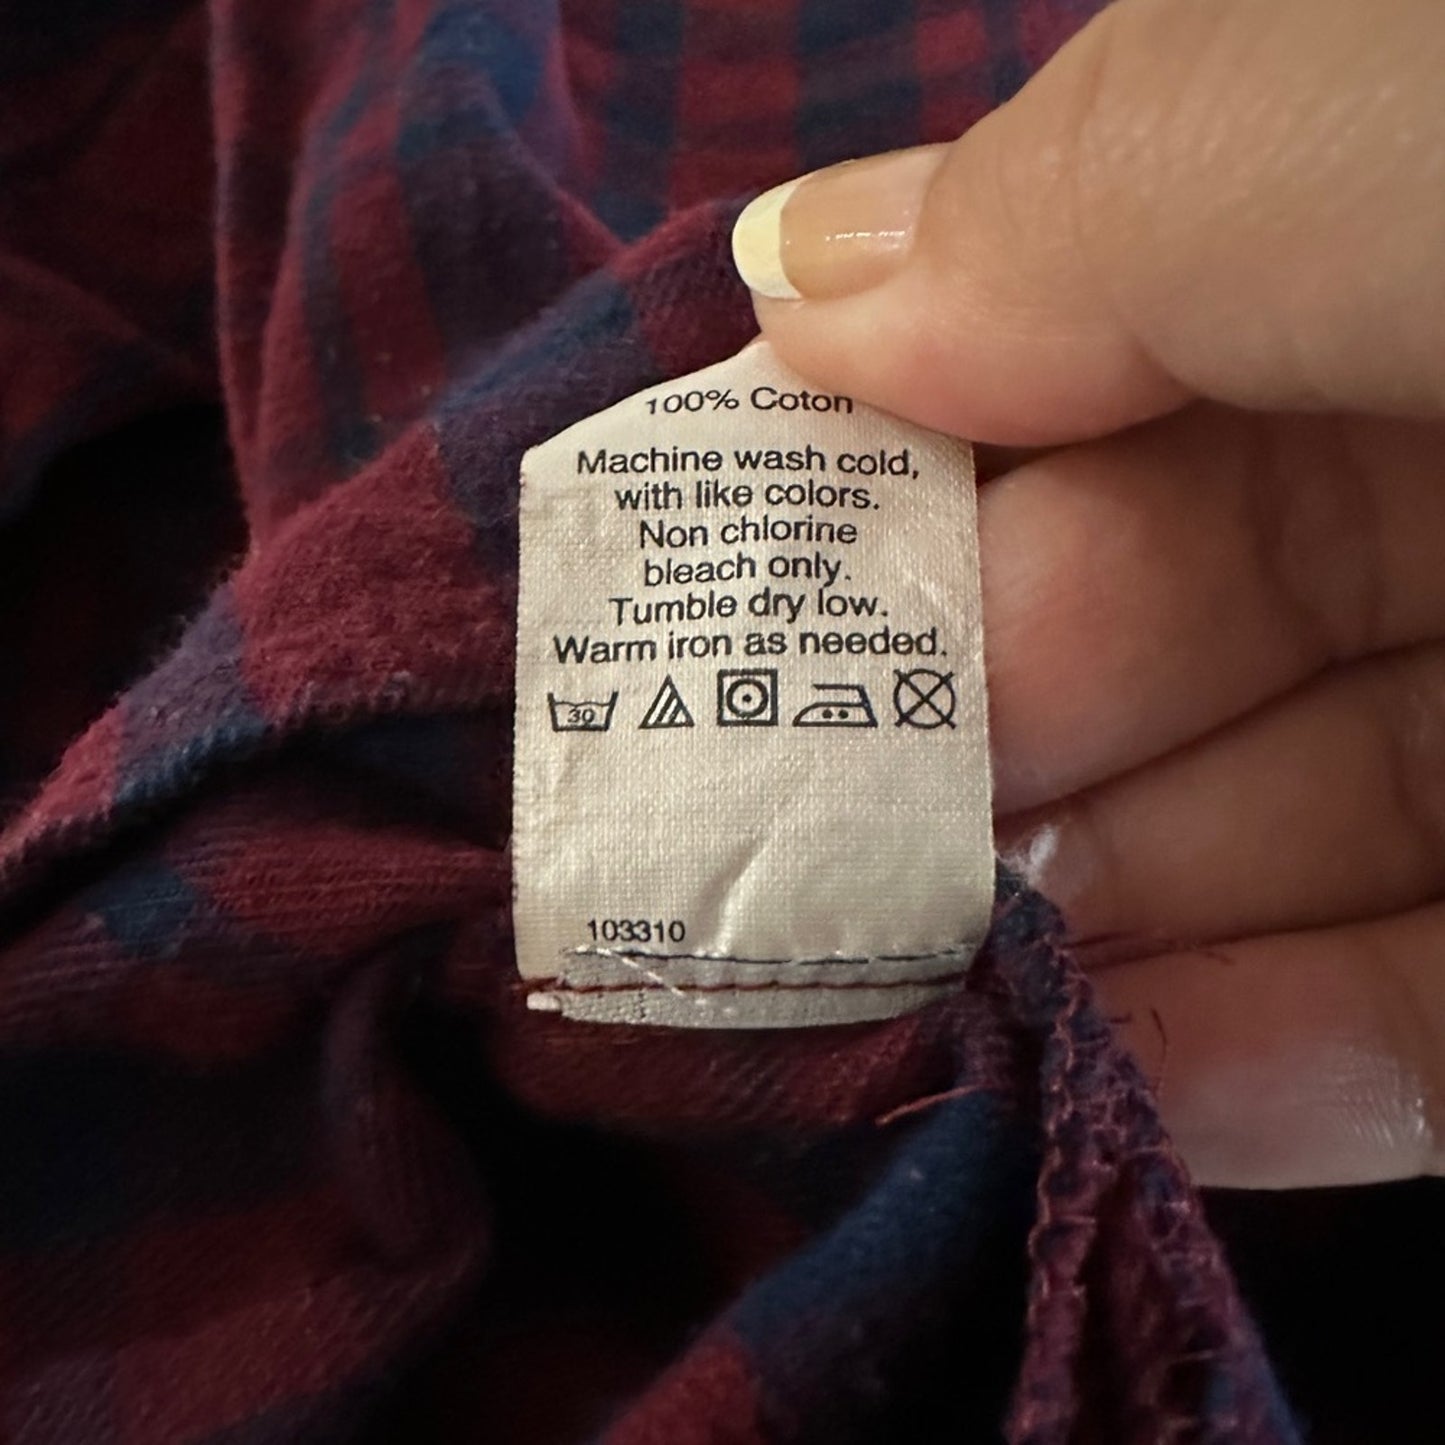 100% Coton
Machine wash cold,
with like colors.
Non chlorine
bleach only.
Tumble dry low.
Warm iron as needed.
30
103310